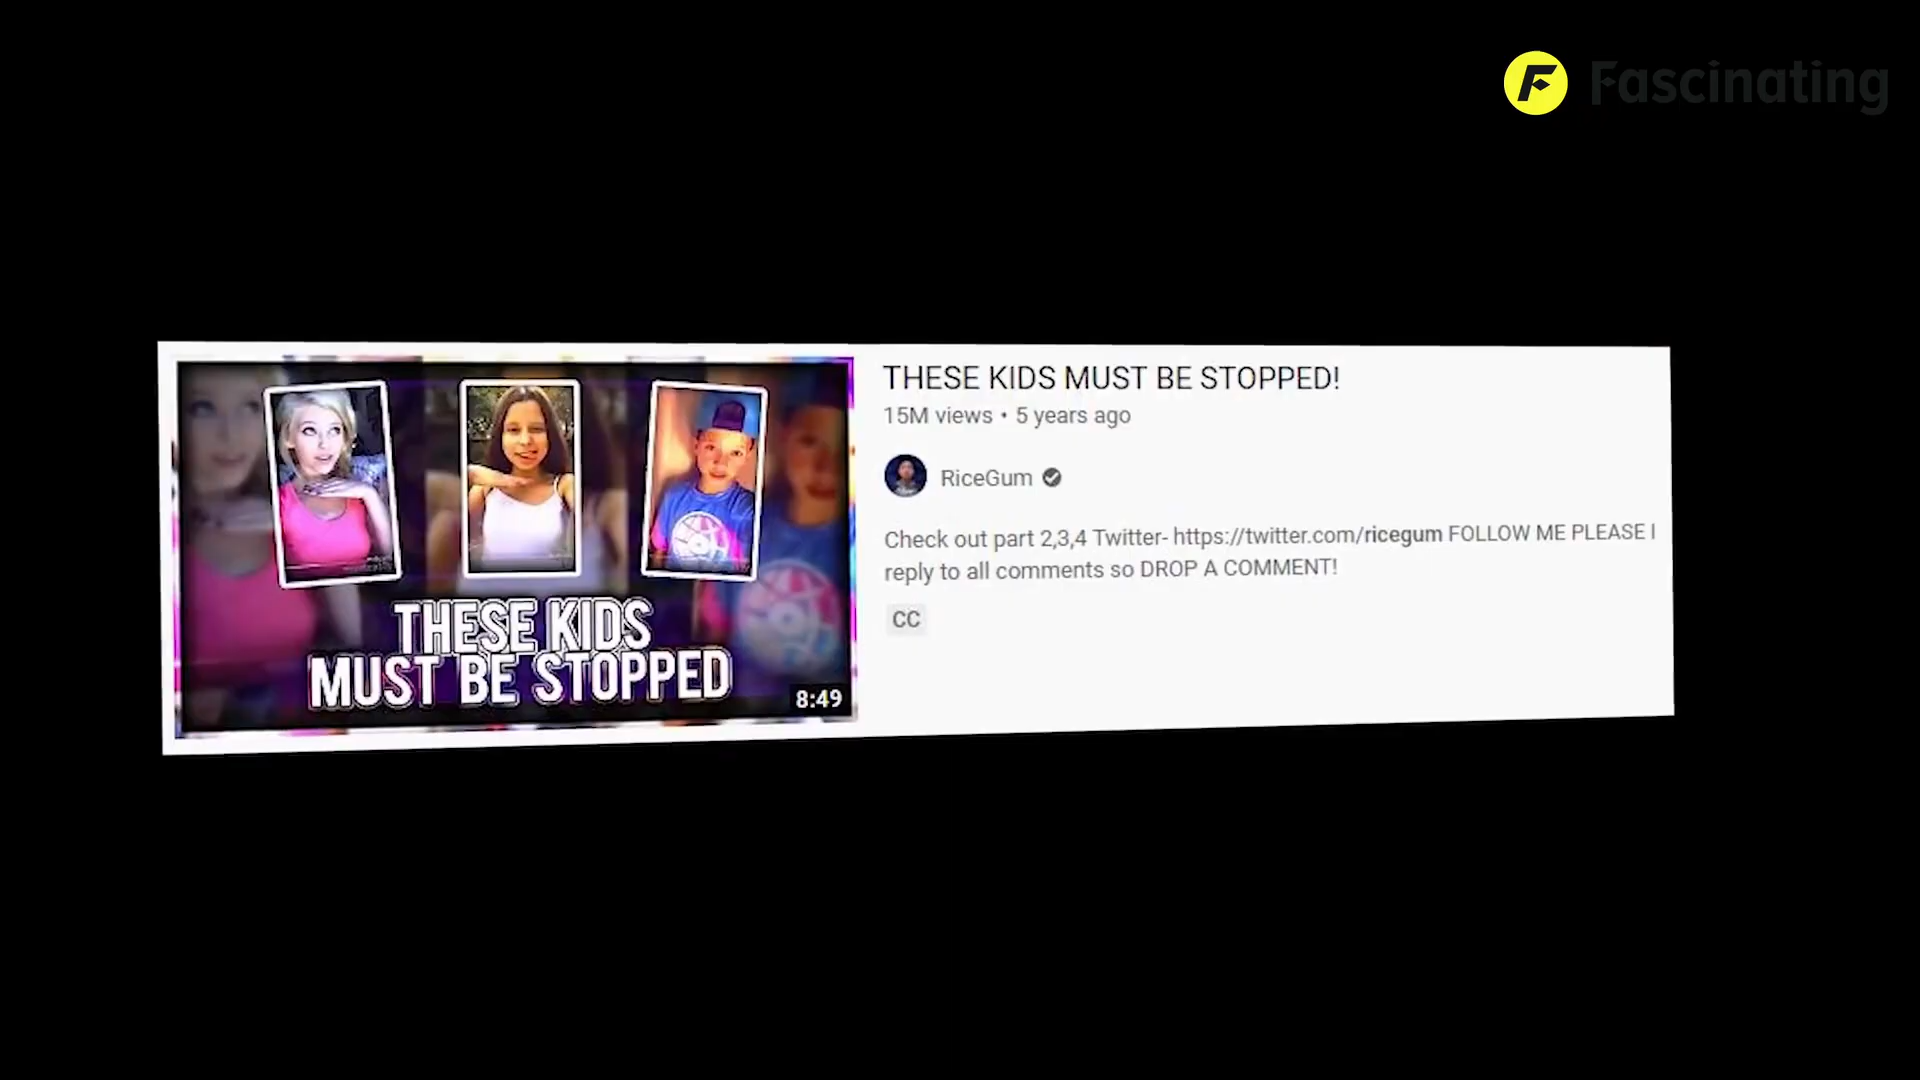 Fascinating
THESE KIDS
MUST BE STOPPED
8:49
THESE KIDS MUST BE STOPPED!
15M views • 5 years ago
RiceGum
Check out part 2,3,4 Twitter- https://twitter.com/ricegum FOLLOW ME PLEASE I
reply to all comments so DROP A COMMENT!
CC